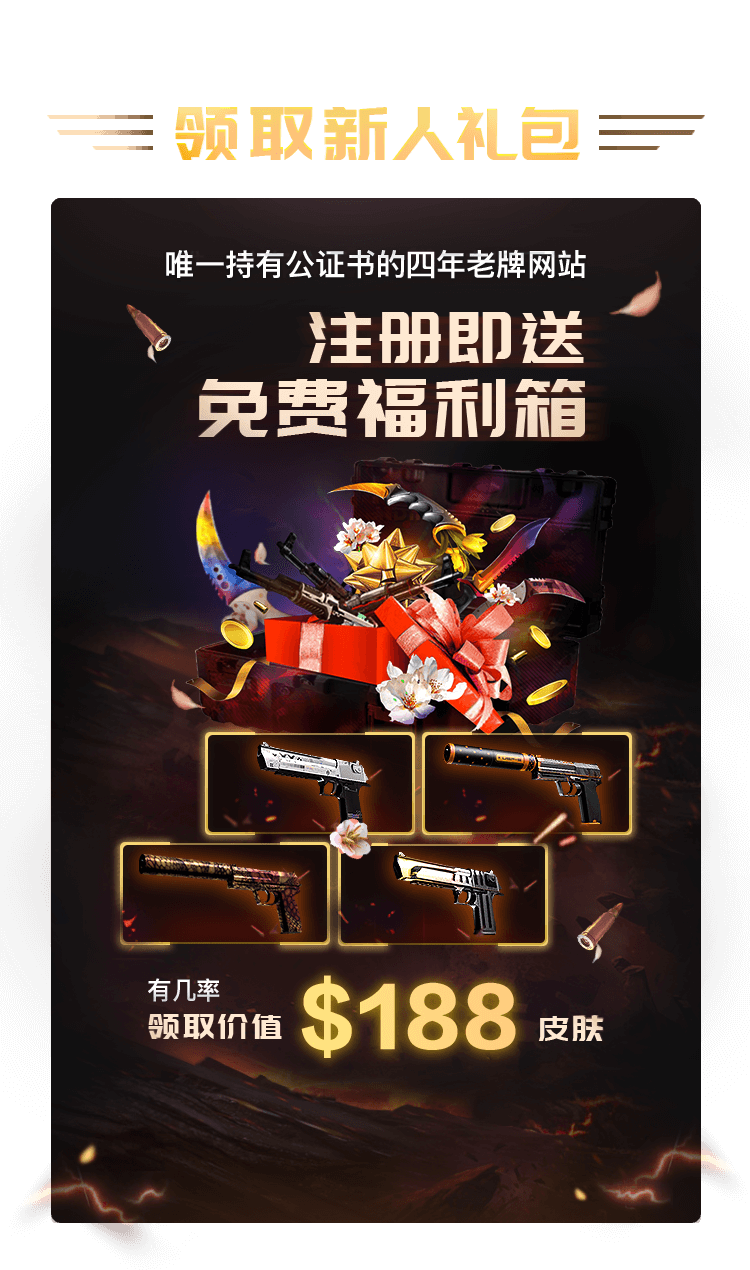 领取新人礼包
唯一持有公证书的四年老牌网站
注册即送
免费福利箱
有几率
领取价值 $188 皮肤